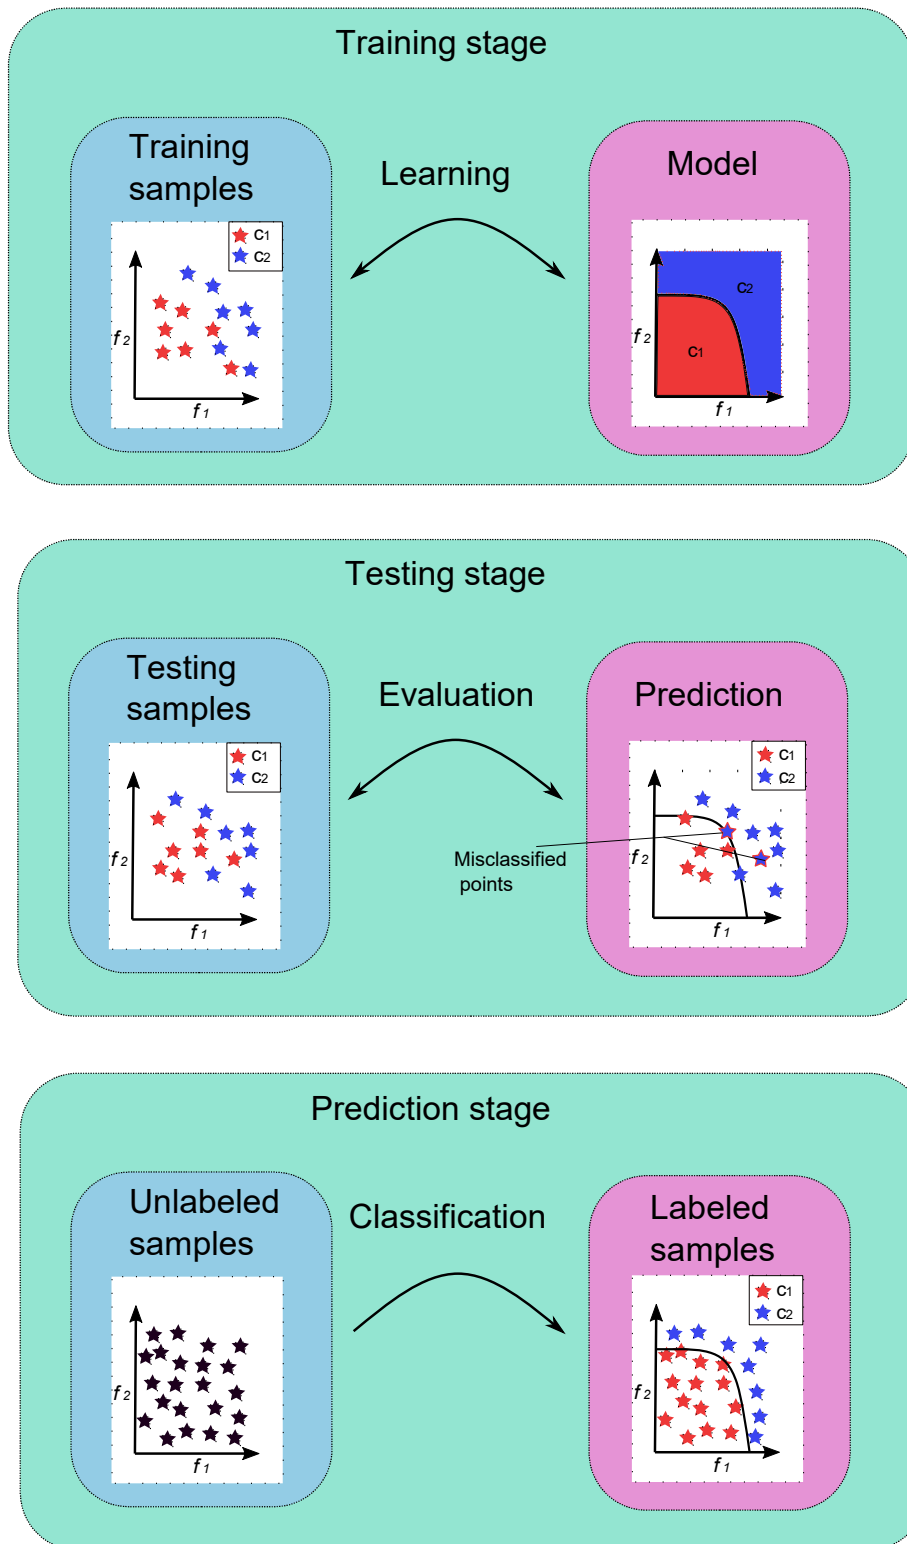 Training stage
Training
samples
Learning
Model
c1
c2
f2
f1
c2
c1
f2
f1
Testing stage
Testing
samples
Evaluation
Prediction
c1
c2
f2
f1
c1
c2
f2
f1
Misclassified
points
Prediction stage
Unlabeled
samples
Classification
Labeled
samples
f2
f1
c1
c2
f2
f1